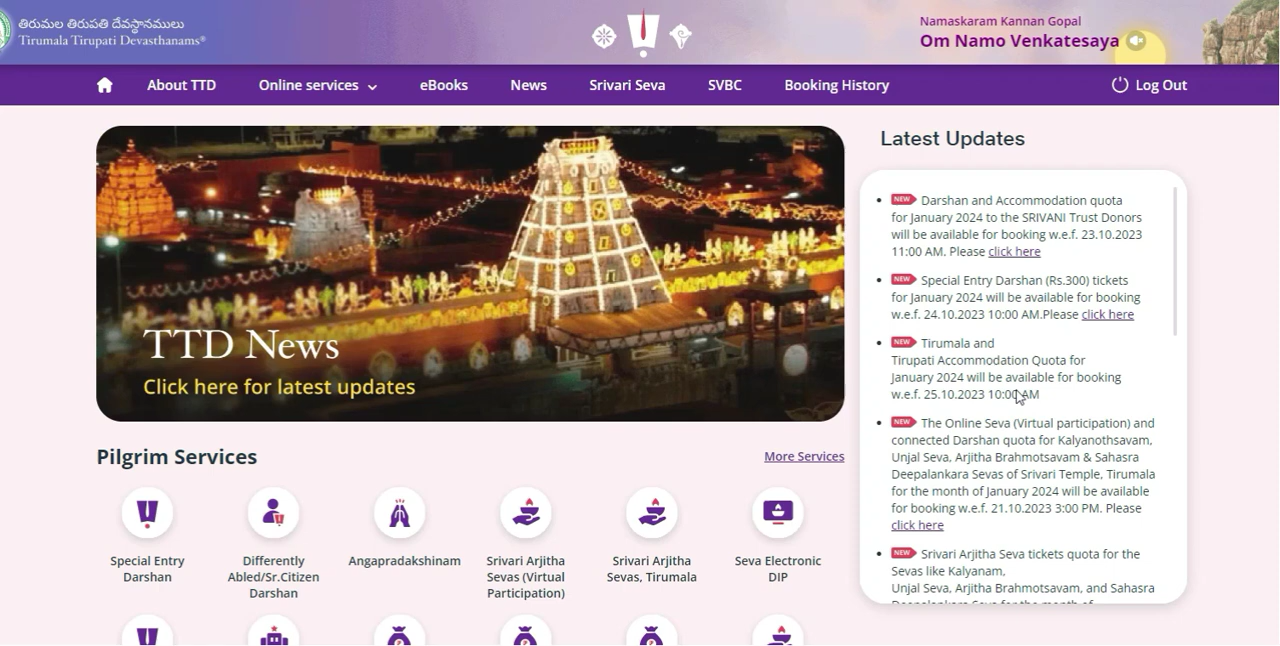 తిరుమల తిరుపతి దేవస్థానములు
Tirumala Tirupati Devasthanams®
Namaskaram Kannan Gopal
Om Namo Venkatesaya
About TTD
Online services
eBooks
News
Srivari Seva
SVBC
Booking History
Log Out
TTD News
Click here for latest updates
Latest Updates
NEW Darshan and Accommodation quota
for January 2024 to the SRIVANI Trust Donors
will be available for booking w.e.f. 23.10.2023
11:00 AM. Please click here
NEW Special Entry Darshan (Rs.300) tickets
for January 2024 will be available for booking
w.e.f. 24.10.2023 10:00 AM.Please click here
NEW Tirumala and
Tirupati Accommodation Quota for
January 2024 will be available for booking
w.e.f. 25.10.2023 10:00 AM
NEW The Online Seva (Virtual participation) and
connected Darshan quota for Kalyanothsavam,
Unjal Seva, Arjitha Brahmotsavam & Sahasra
Deepalankara Sevas of Srivari Temple, Tirumala
for the month of January 2024 will be available
for booking w.e.f. 21.10.2023 3:00 PM. Please
click here
NEW Srivari Arjitha Seva tickets quota for the
Sevas like Kalyanam,
Unjal Seva, Arjitha Brahmotsavam, and Sahasra
Deepalankara Seva for the month of
Pilgrim Services
More Services
Special Entry
Darshan
Differently
Abled/Sr.Citizen
Darshan
Angapradakshinam
Srivari Arjitha
Sevas (Virtual
Participation)
Srivari Arjitha
Sevas, Tirumala
Seva Electronic
DIP